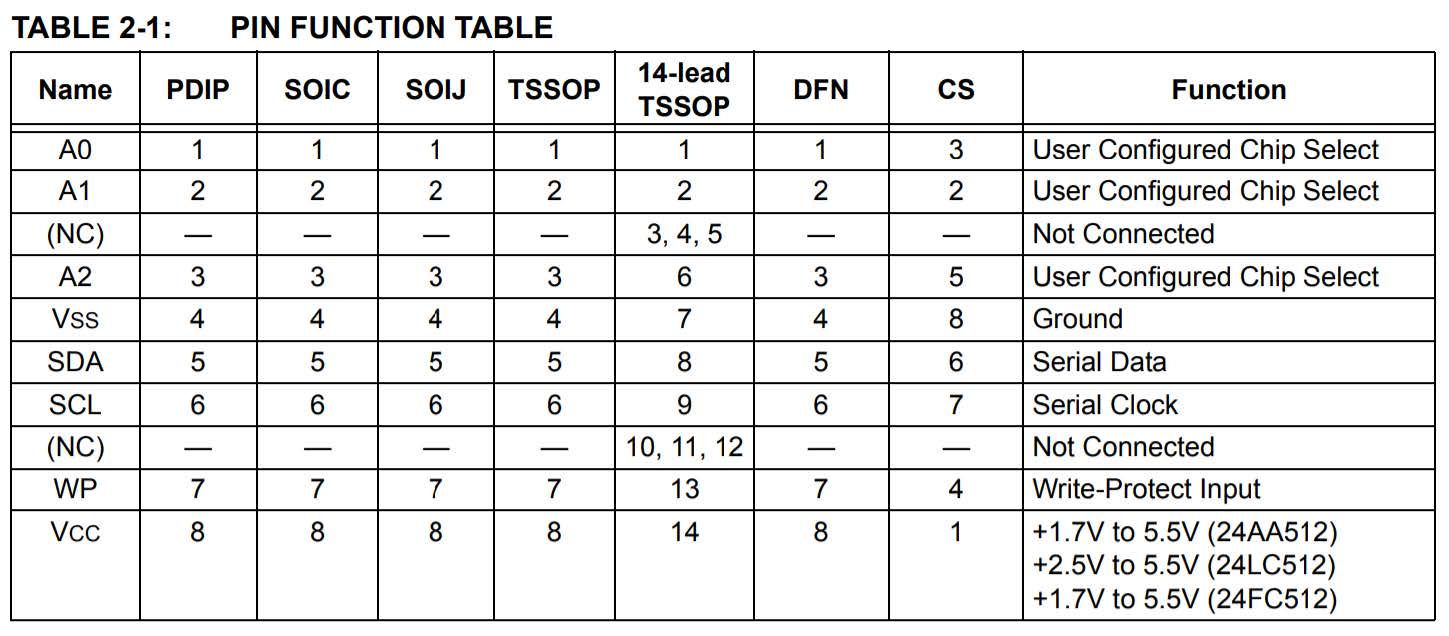 TABLE 2-1: PIN FUNCTION TABLE
Name PDIP SOIC SOIJ TSSOP 14-lead TSSOP DFN CS Function
A0 1 1 1 1 1 1 3 User Configured Chip Select
A1 2 2 2 2 2 2 2 User Configured Chip Select
(NC) — — — — 3, 4, 5 — — Not Connected
A2 3 3 3 3 6 3 5 User Configured Chip Select
VSS 4 4 4 4 7 4 8 Ground
SDA 5 5 5 5 8 5 6 Serial Data
SCL 6 6 6 6 9 6 7 Serial Clock
(NC) — — — — 10, 11, 12 — — Not Connected
WP 7 7 7 7 13 7 4 Write-Protect Input
VCC 8 8 8 8 14 8 1 +1.7V to 5.5V (24AA512)
+2.5V to 5.5V (24LC512)
+1.7V to 5.5V (24FC512)